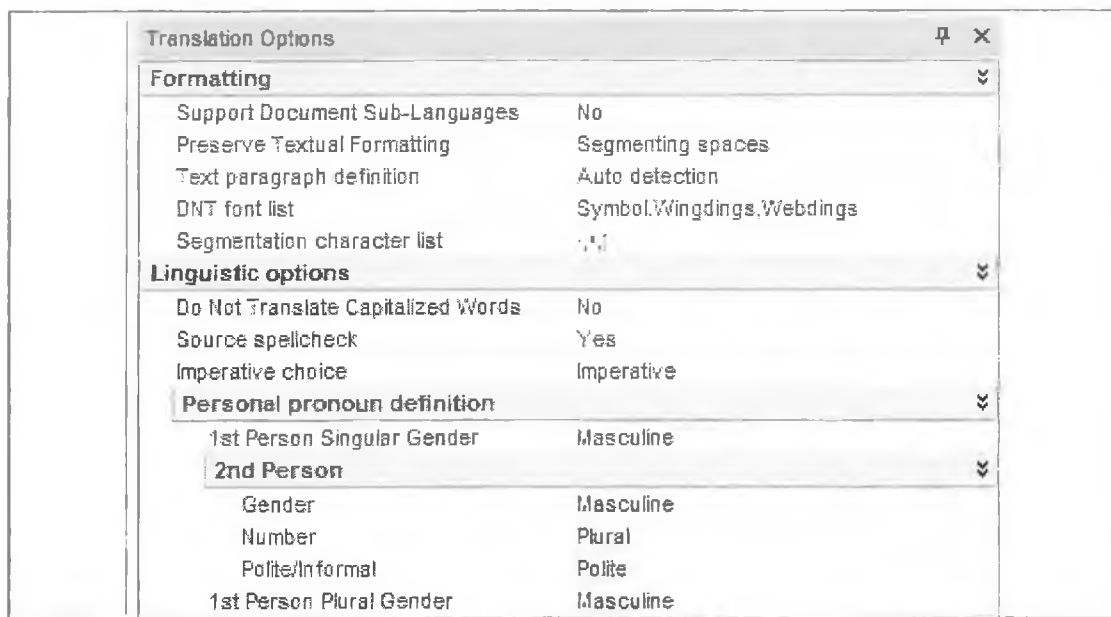 Translation Options
Formatting
Support Document Sub-Languages No
Preserve Textual Formatting Segmenting spaces
Text paragraph definition Auto detection
DNT font list Symbol,Wingdings,Webdings
Segmentation character list
Linguistic options
Do Not Translate Capitalized Words No
Source spellcheck Yes
Imperative choice Imperative
Personal pronoun definition
1st Person Singular Gender Masculine
2nd Person
Gender Masculine
Number Plural
Polite/Informal Polite
1st Person Plural Gender Masculine